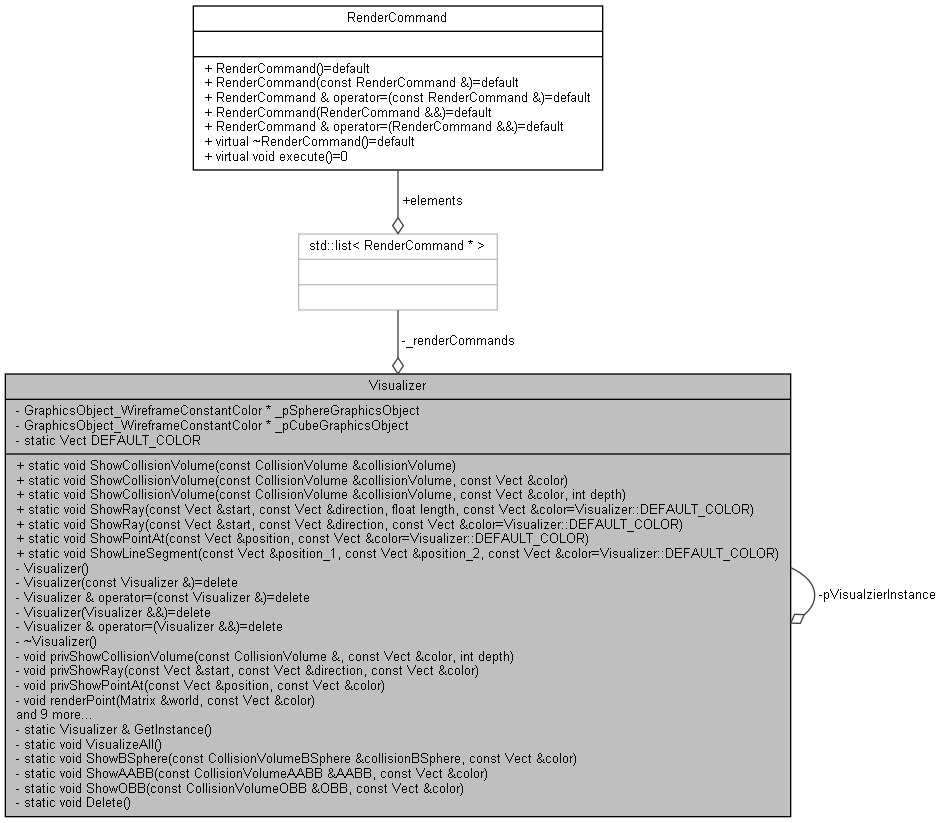 RenderCommand
+ RenderCommand()=default
+ RenderCommand(const RenderCommand &)=default
+ RenderCommand & operator=(const RenderCommand &)=default
+ RenderCommand(RenderCommand &&)=default
+ RenderCommand & operator=(RenderCommand &&)=default
+ virtual ~RenderCommand()=default
+ virtual void execute()=0
+elements
std::list< RenderCommand * >
-_renderCommands
Visualizer
- GraphicsObject_WireframeConstantColor * _pSphereGraphicsObject
- GraphicsObject_WireframeConstantColor * _pCubeGraphicsObject
- static Vect DEFAULT_COLOR
+ static void ShowCollisionVolume(const CollisionVolume &collisionVolume)
+ static void ShowCollisionVolume(const CollisionVolume &collisionVolume, const Vect &color)
+ static void ShowCollisionVolume(const CollisionVolume &collisionVolume, const Vect &color, int depth)
+ static void ShowRay(const Vect &start, const Vect &direction, float length, const Vect &color=Visualizer::DEFAULT_COLOR)
+ static void ShowRay(const Vect &start, const Vect &direction, const Vect &color=Visualizer::DEFAULT_COLOR)
+ static void ShowPointAt(const Vect &position, const Vect &color=Visualizer::DEFAULT_COLOR)
+ static void ShowLineSegment(const Vect &position_1, const Vect &position_2, const Vect &color=Visualizer::DEFAULT_COLOR)
- Visualizer()
- Visualizer(const Visualizer &)=delete
- Visualizer & operator=(const Visualizer &)=delete
- Visualizer(Visualizer &&)=delete
- Visualizer & operator=(Visualizer &&)=delete
- ~Visualizer()
- void privShowCollisionVolume(const CollisionVolume &, const Vect &color, int depth)
- void privShowRay(const Vect &start, const Vect &direction, const Vect &color)
- void privShowPointAt(const Vect &position, const Vect &color)
- void renderPoint(Matrix &world, const Vect &color)
and 9 more...
- static Visualizer & GetInstance()
- static void VisualizeAll()
- static void ShowBSphere(const CollisionVolumeBSphere &collisionBSphere, const Vect &color)
- static void ShowAABB(const CollisionVolumeAABB &AABB, const Vect &color)
- static void ShowOBB(const CollisionVolumeOBB &OBB, const Vect &color)
- static void Delete()
-pVisualzierInstance